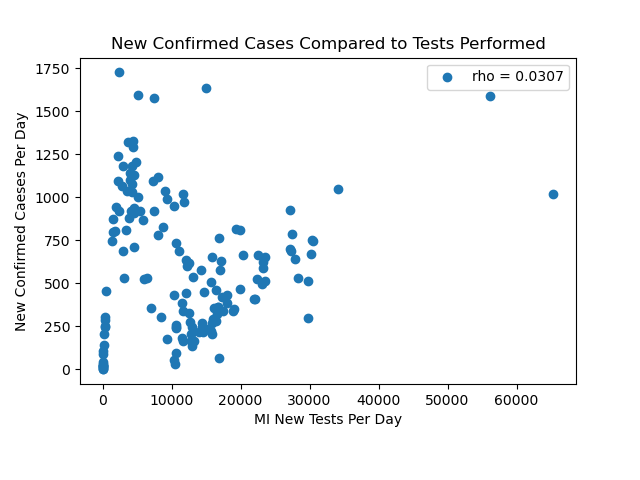 New Confirmed Cases Compared to Tests Performed
rho = 0.0307
1750
1500
1250
1000
750
500
250
0
New Confirmed Caeses Per Day
0 10000 20000 30000 40000 50000 60000
MI New Tests Per Day